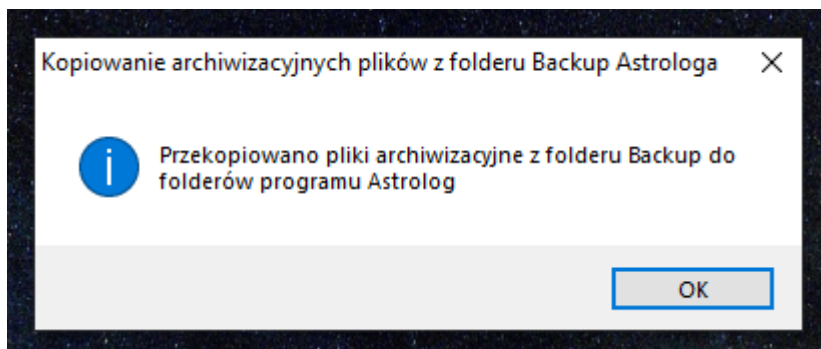 Kopiowanie archiwizacyjnych plików z folderu Backup Astrologa
Przekopiowano pliki archiwizacyjne z folderu Backup do
folderów programu Astrolog
OK